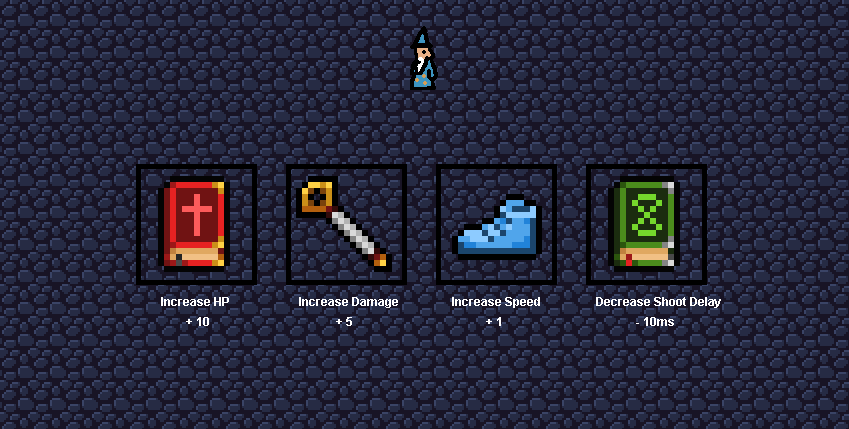 Increase HP
+ 10
Increase Damage
+ 5
Increase Speed
+ 1
Decrease Shoot Delay
- 10ms